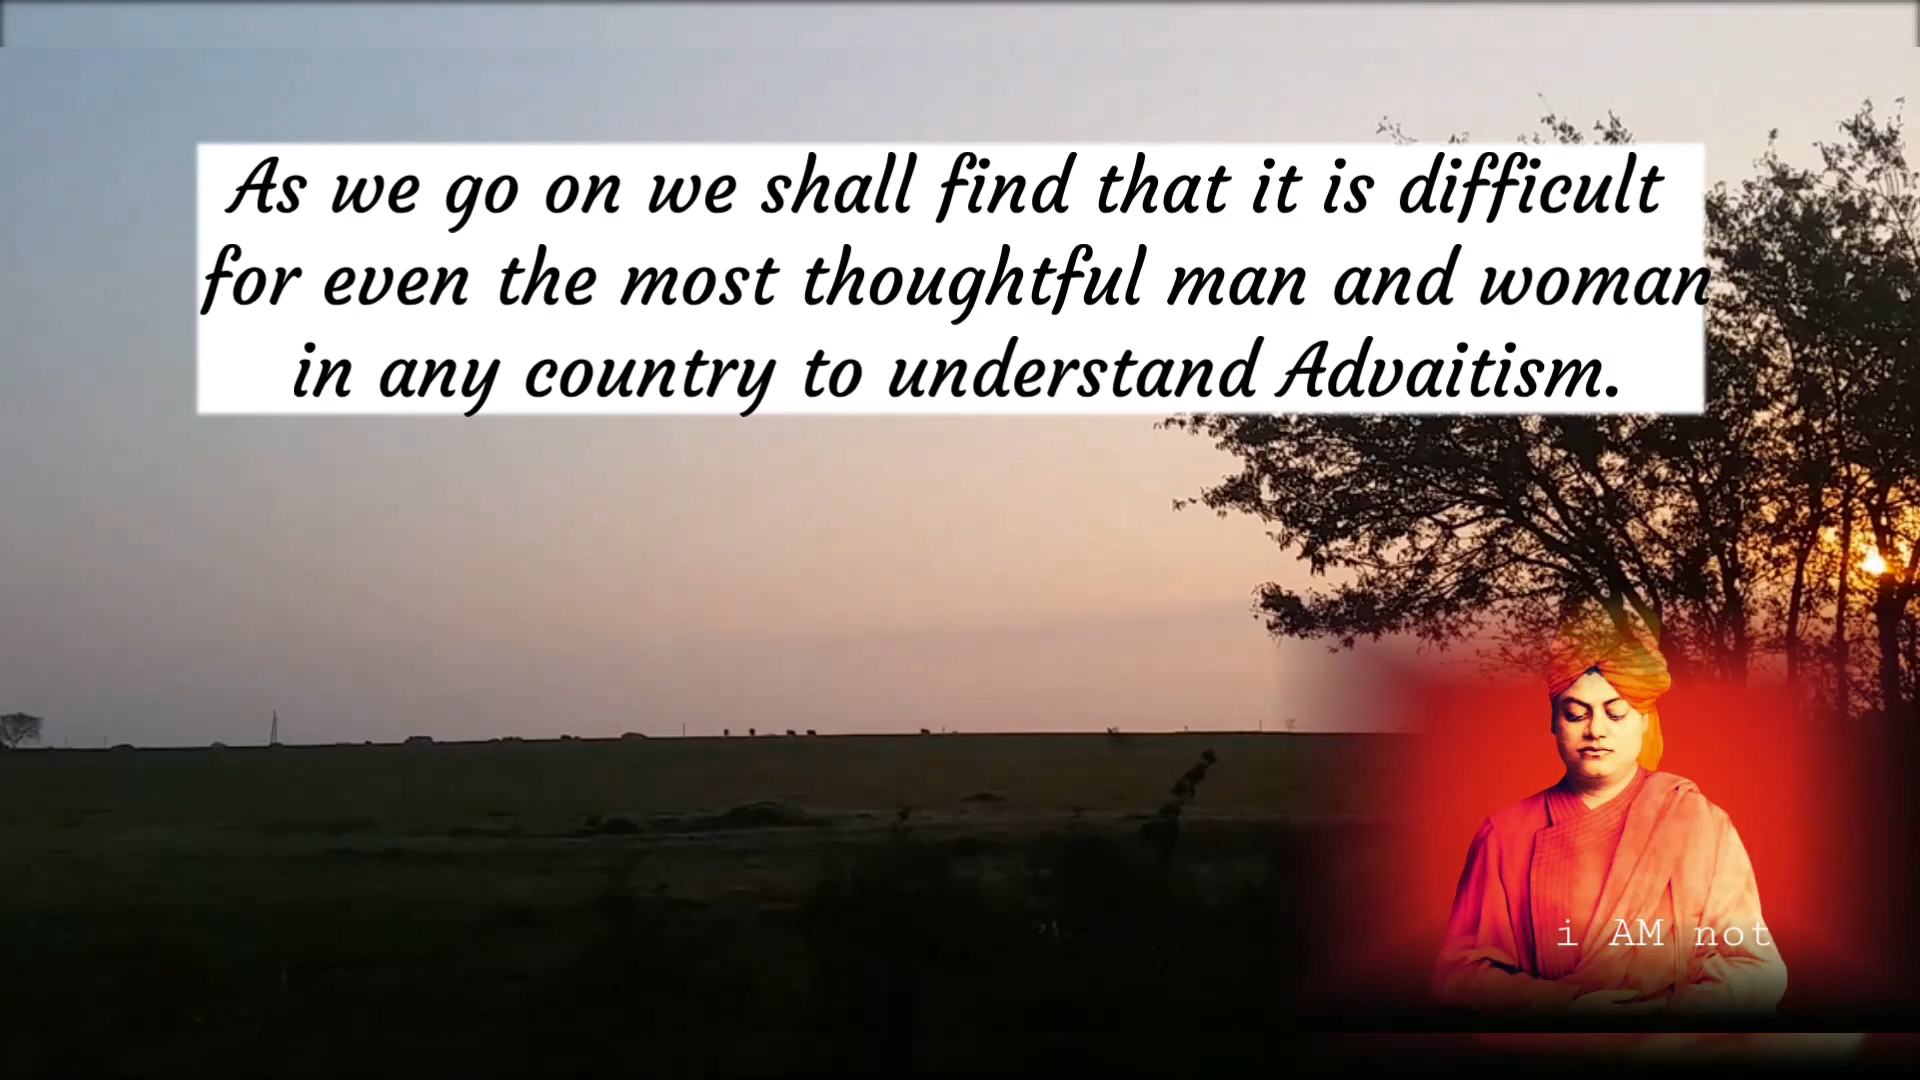 As we go on we shall find that it is difficult
for even the most thoughtful man and woman
in any country to understand Advaitism.
i AM not